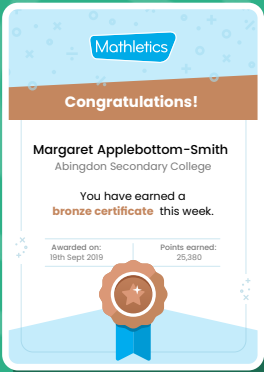 Mathletics
Congratulations!
Margaret Applebottom-Smith
Abingdon Secondary College
You have earned a
bronze certificate this week.
Awarded on: Points earned:
19th Sept 2019 25,380